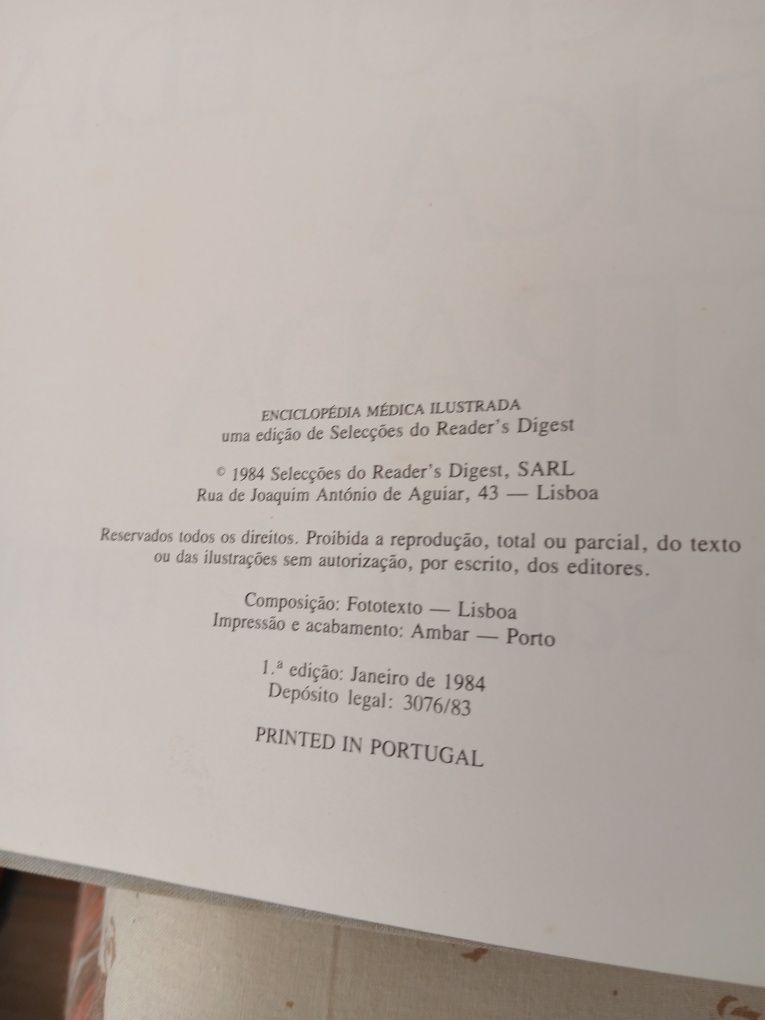 ENCICLOPÉDIA MÉDICA ILUSTRADA
uma edição de Selecções do Reader's Digest
© 1984 Selecções do Reader's Digest, SARL
Rua de Joaquim António de Aguiar, 43 — Lisboa
Reservados todos os direitos. Proibida a reprodução, total ou parcial, do texto
ou das ilustrações sem autorização, por escrito, dos editores.
Composição: Fototexto — Lisboa
Impressão e acabamento: Ambar — Porto
1.ª edição: Janeiro de 1984
Depósito legal: 3076/83
PRINTED IN PORTUGAL